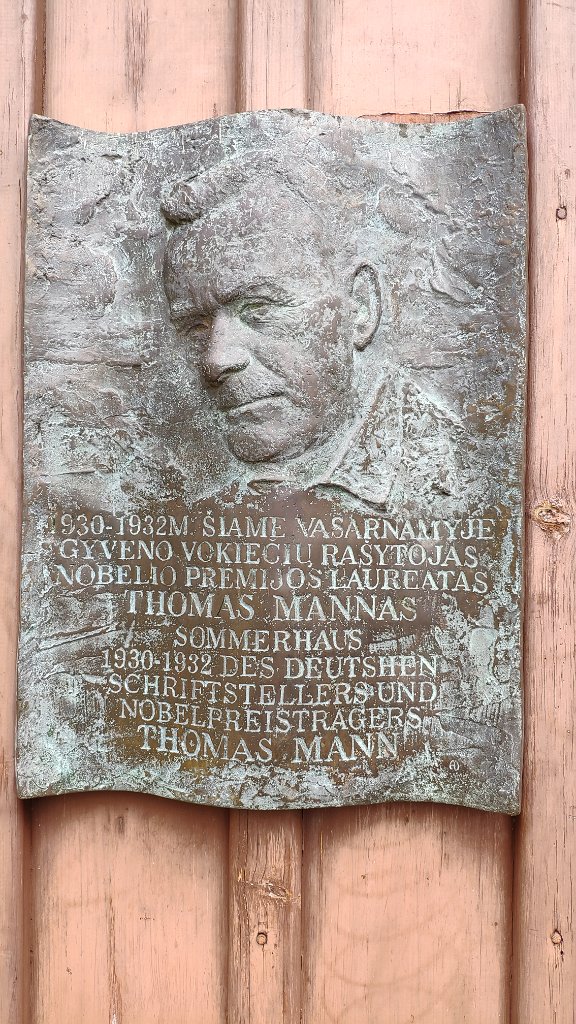 1930-1932M. ŠIAME VASARNAMYJE
GYVENO VOKIEČIŲ RAŠYTOJAS
NOBELIO PREMIJOS LAUREATAS
THOMAS MANNAS
SOMMERHAUS
1930-1932 DES DEUTSHEN
SCHRIFTSTELLERS UND
NOBELPREISTRÄGERS
THOMAS MANN